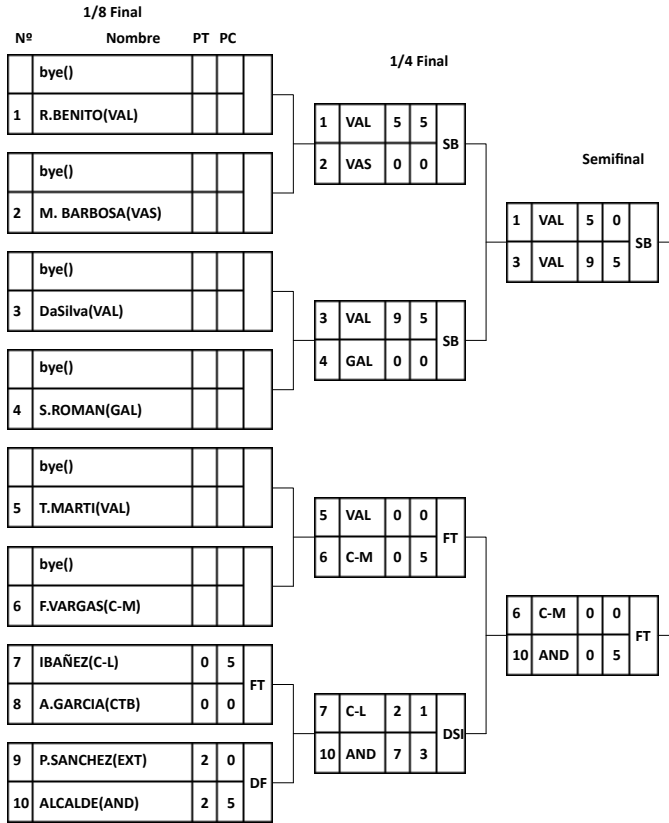 1/8 Final
Nº Nombre PT PC
bye()
1 R.BENITO(VAL)
bye()
2 M. BARBOSA(VAS)
bye()
3 DaSilva(VAL)
bye()
4 S.ROMAN(GAL)
bye()
5 T.MARTI(VAL)
bye()
6 F.VARGAS(C-M)
7 IBAÑEZ(C-L) 0 5
FT
8 A.GARCIA(CTB) 0 0
9 P.SANCHEZ(EXT) 2 0
DF
10 ALCALDE(AND) 2 5
1/4 Final
1 VAL 5 5
SB
2 VAS 0 0
3 VAL 9 5
SB
4 GAL 0 0
5 VAL 0 0
FT
6 C-M 0 5
7 C-L 2 1
DSI
10 AND 7 3
Semifinal
1 VAL 5 0
SB
3 VAL 9 5
6 C-M 0 0
FT
10 AND 0 5